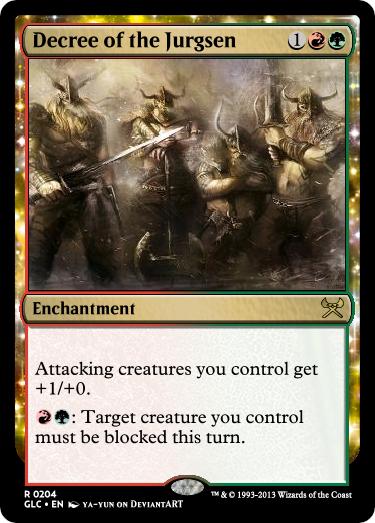 Decree of the Jurgsen 1
Enchantment
Attacking creatures you control get
+1/+0.
: Target creature you control
must be blocked this turn.
R 0204
GLC • EN YA-YUN ON DEVIANTART
™ & © 1993-2013 Wizards of the Coast